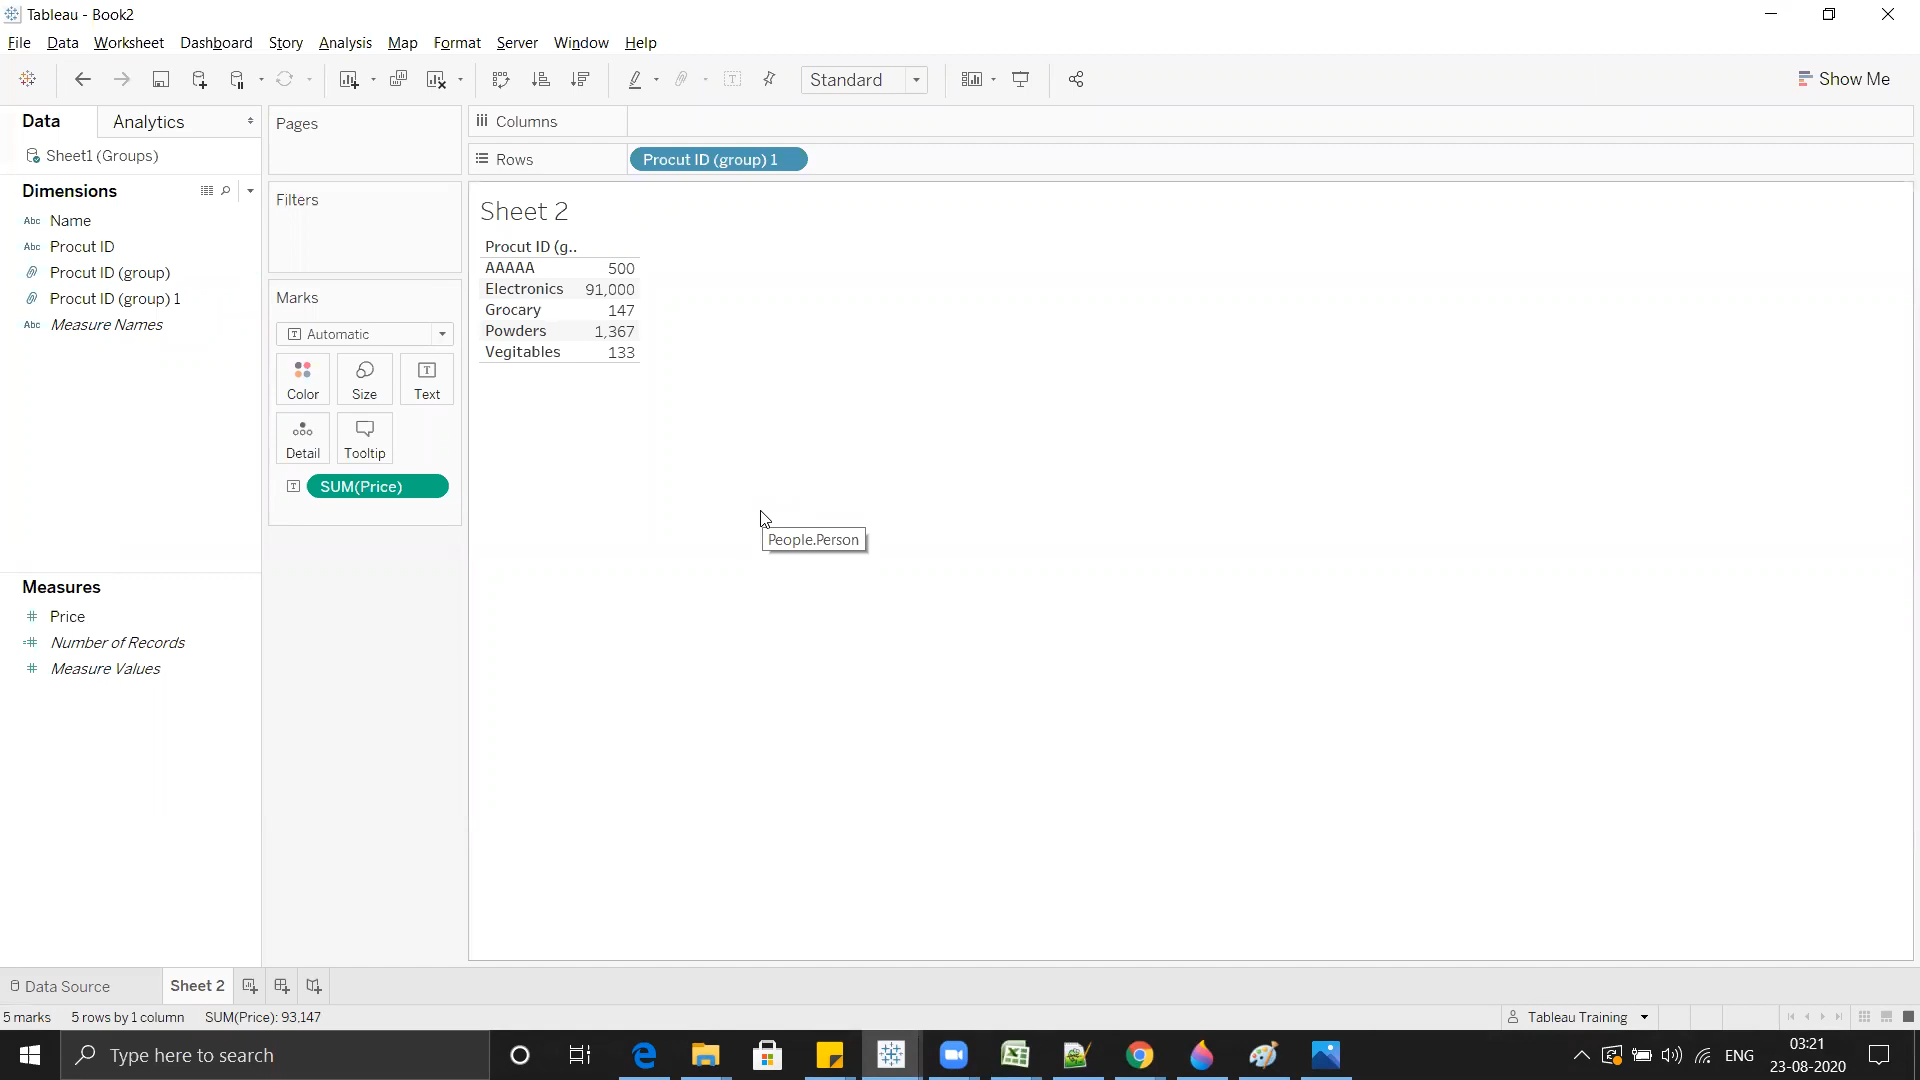 Tableau - Book2
File Data Worksheet Dashboard Story Analysis Map Format Server Window Help
Standard
Show Me
Data
Analytics
Sheet1 (Groups)
Dimensions
Abc Name
Abc Procut ID
Procut ID (group)
Procut ID (group) 1
Abc Measure Names
Measures
# Price
=# Number of Records
# Measure Values
Pages
Filters
Marks
T Automatic
Color
Size
T Text
Detail
Tooltip
T SUM(Price)
Columns
Rows
Procut ID (group) 1
Sheet 2
Procut ID (g..
AAAAA 500
Electronics 91,000
Grocary 147
Powders 1,367
Vegitables 133
People.Person
Data Source
Sheet 2
5 marks 5 rows by 1 column SUM(Price): 93,147
Tableau Training
Type here to search
ENG
03:21
23-08-2020